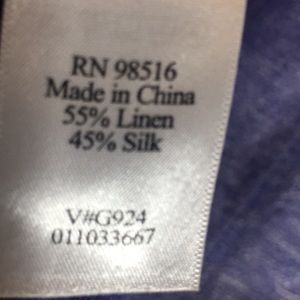 RN 98516
Made in China
55% Linen
45% Silk
V#G924
011033667